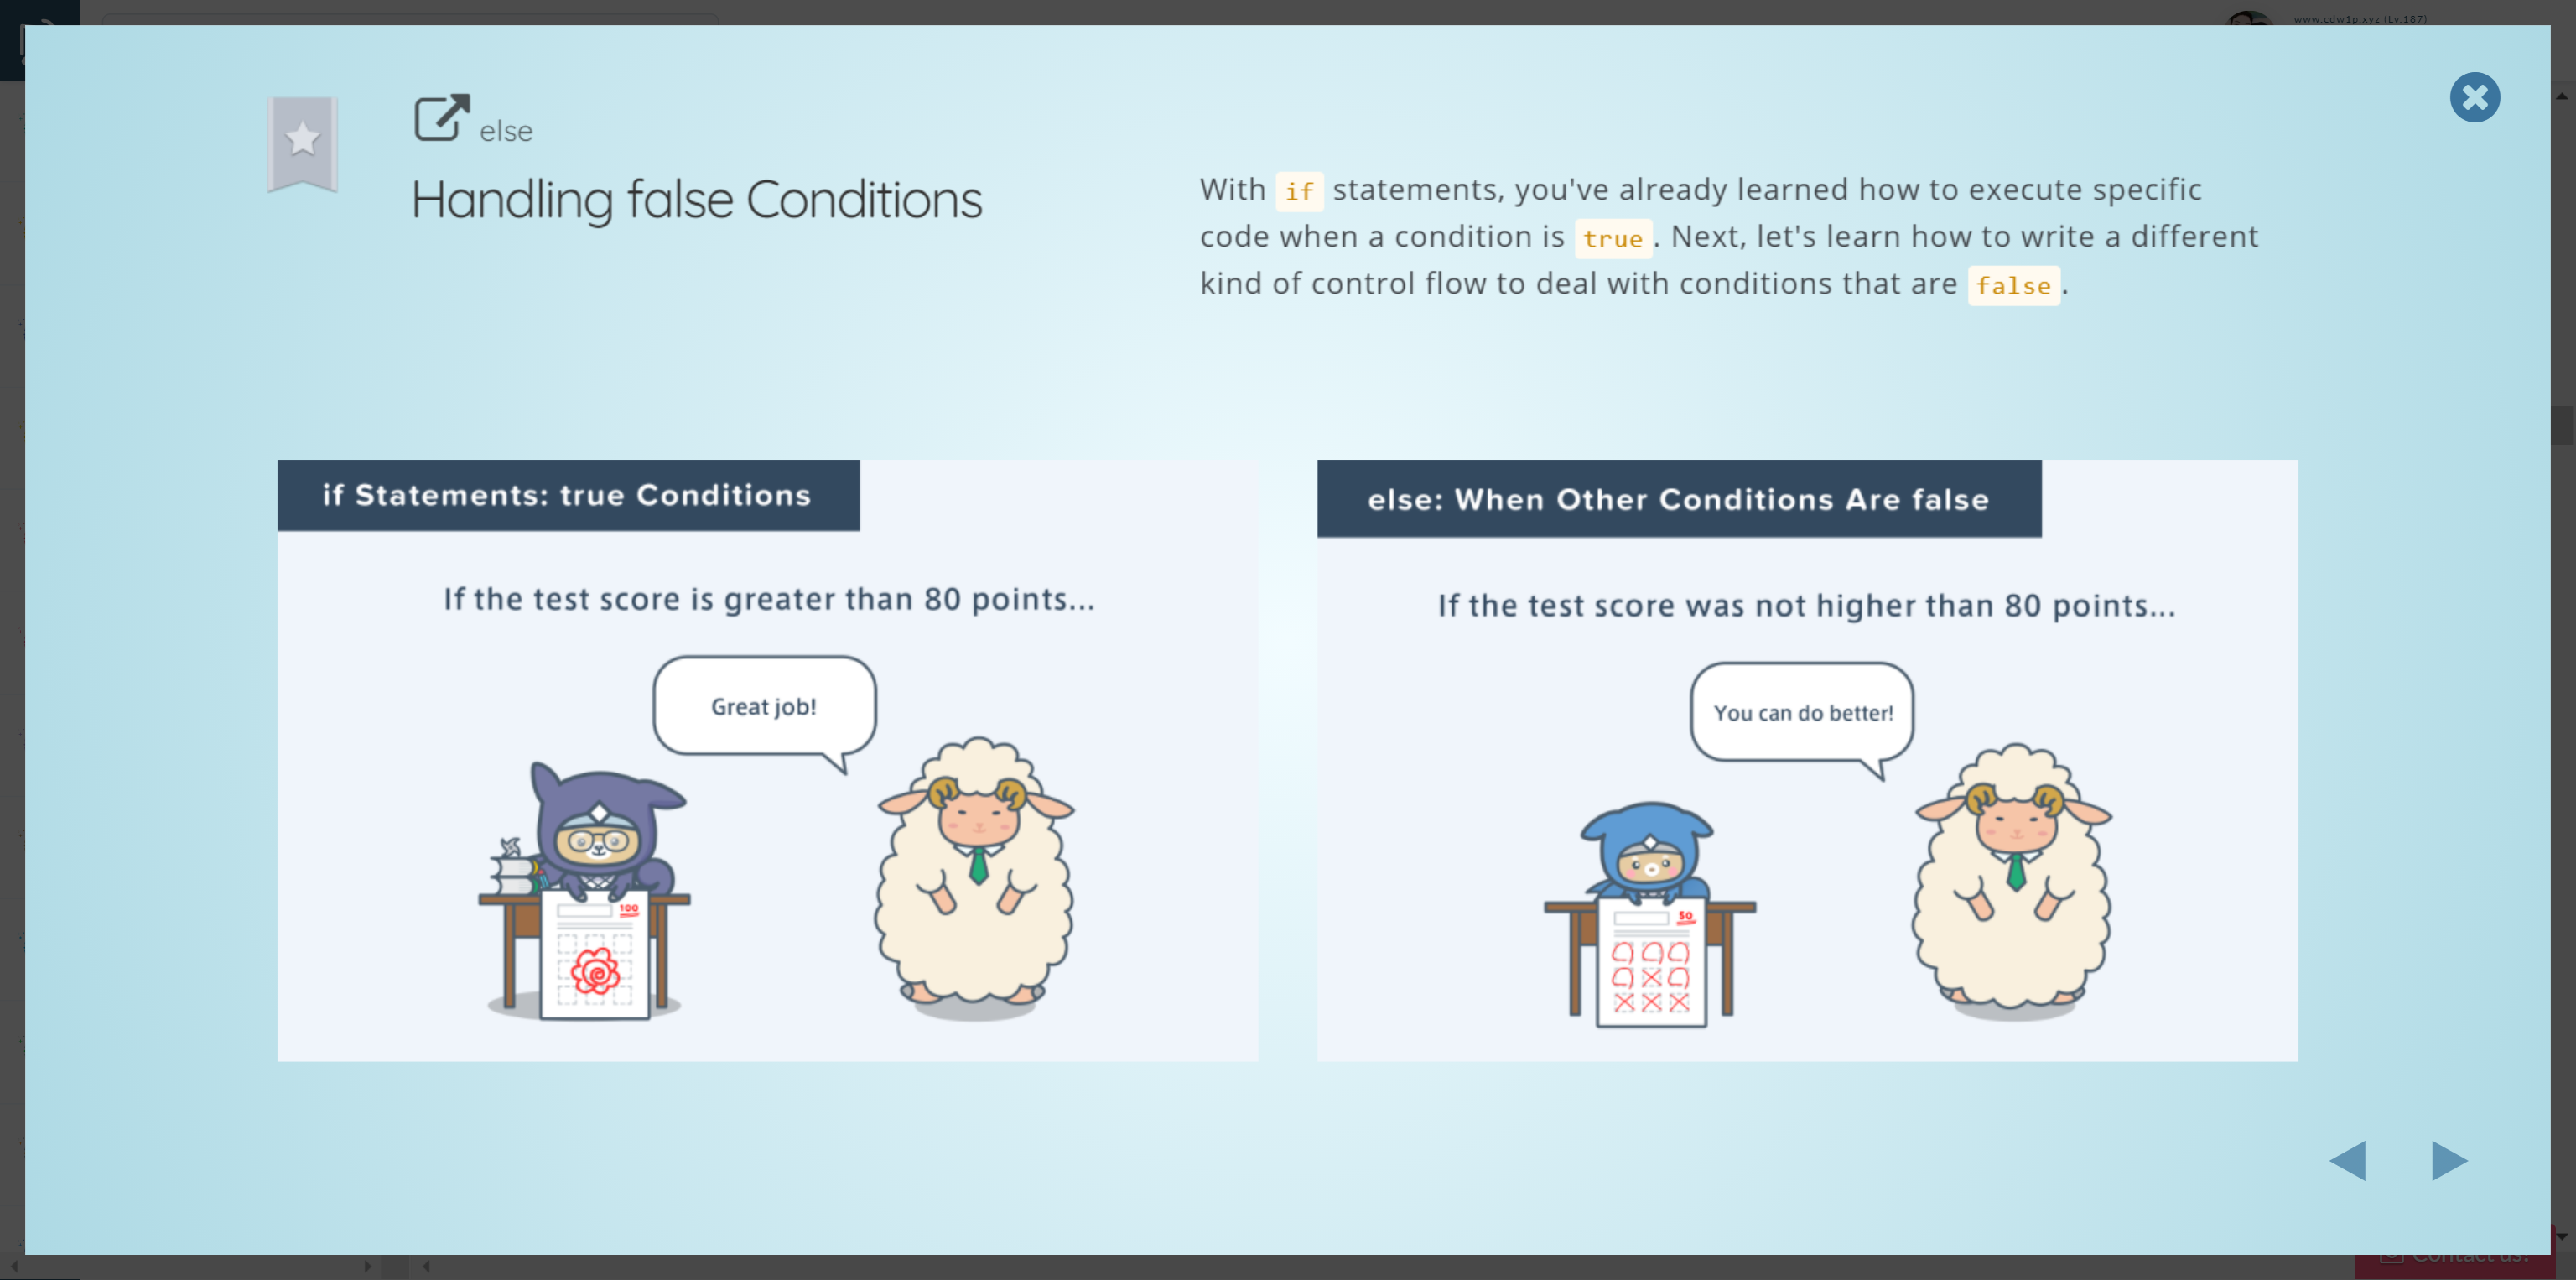 www.cdw1p.xyz (Lv.187)
else
Handling false Conditions
With if statements, you've already learned how to execute specific
code when a condition is true. Next, let's learn how to write a different
kind of control flow to deal with conditions that are false.
if Statements: true Conditions
If the test score is greater than 80 points...
Great job!
100
else: When Other Conditions Are false
If the test score was not higher than 80 points...
You can do better!
50
Contact us!